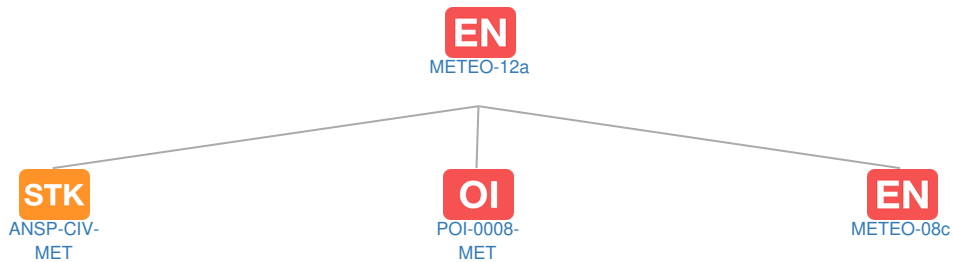 EN
METEO-12a
STK
ANSP-CIV-
MET
OI
POI-0008-
MET
EN
METEO-08c